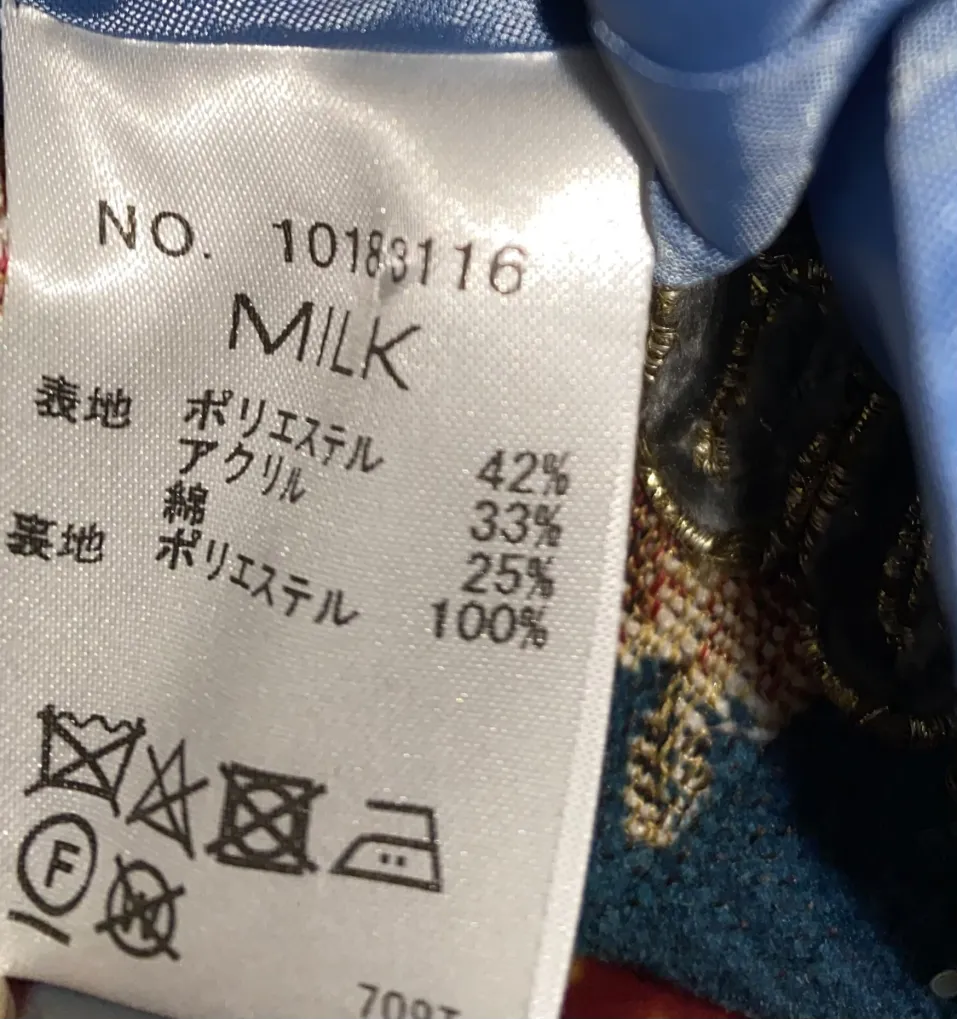 NO. 10183116
MILK
表地 ポリエステル 42%
アクリル 33%
綿 25%
裏地 ポリエステル 100%
F
W